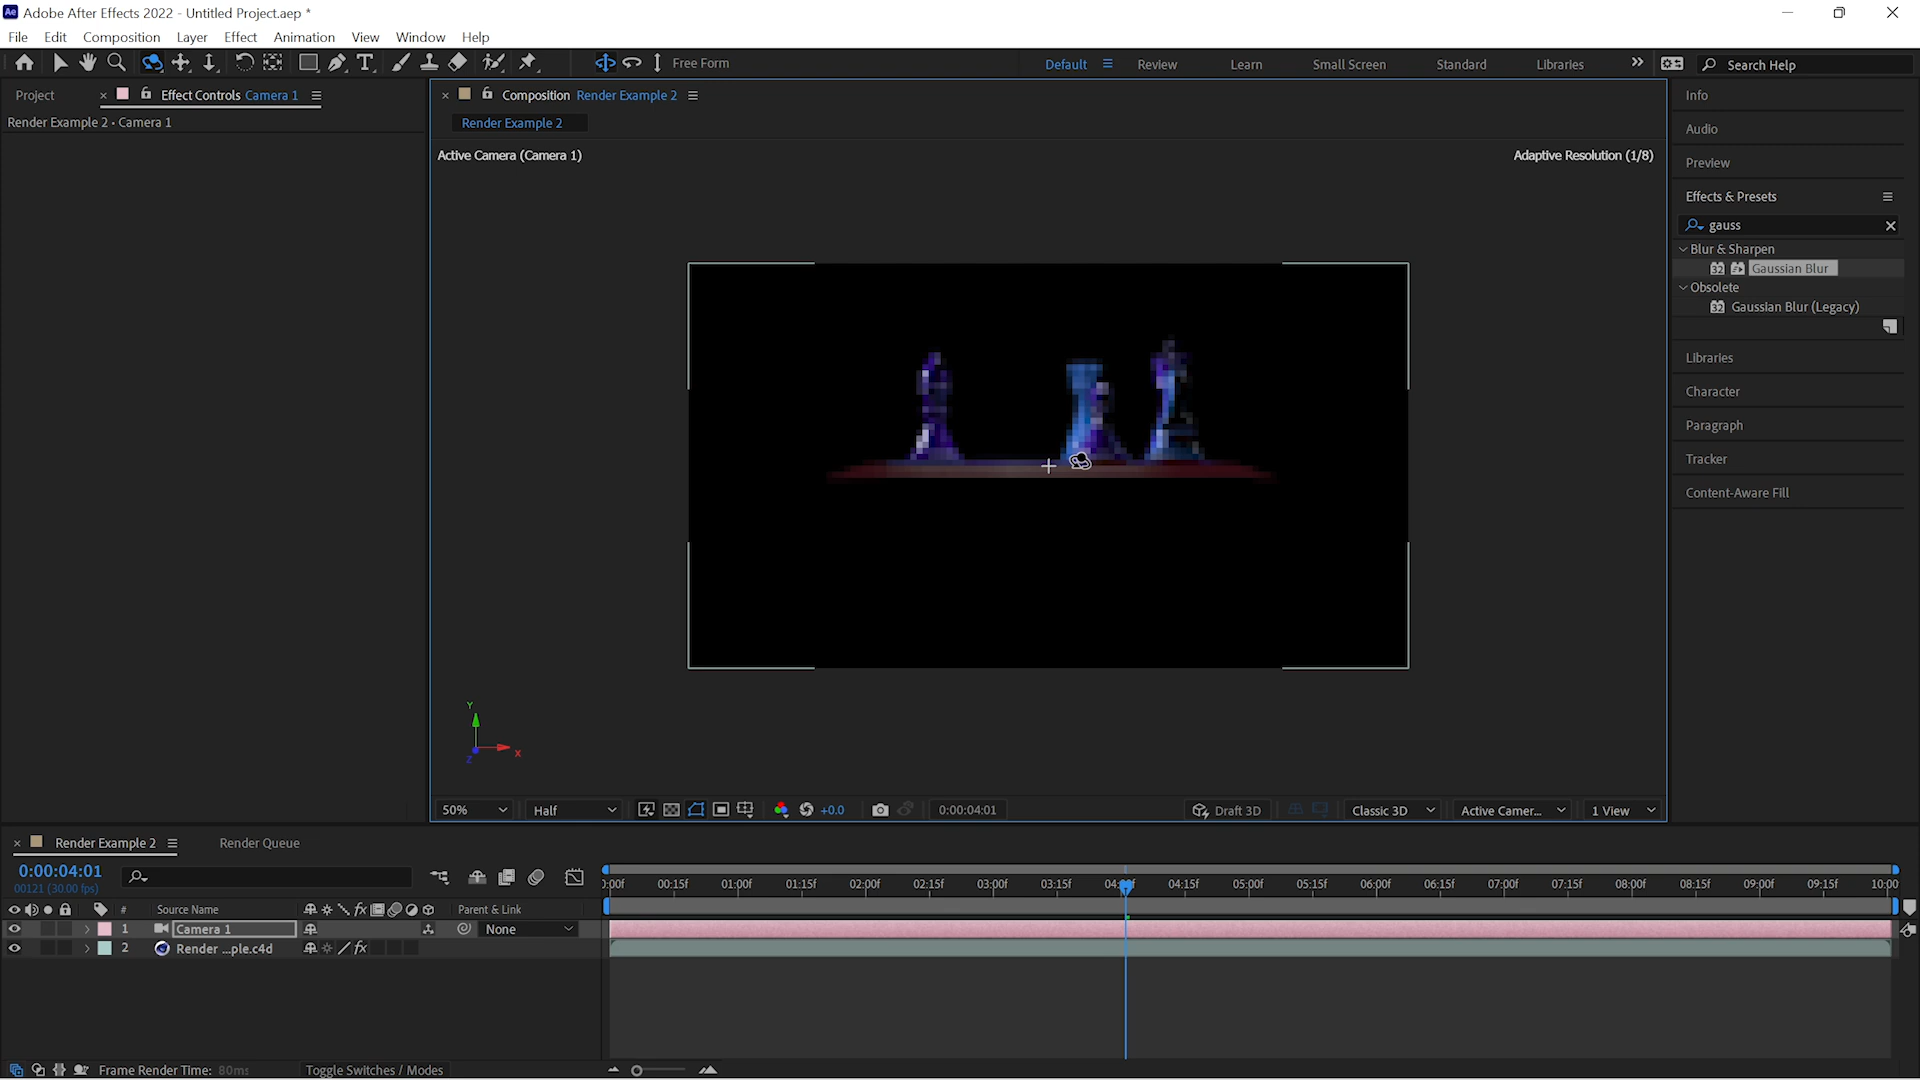 Ae Adobe After Effects 2022 - Untitled Project.aep *
File Edit Composition Layer Effect Animation View Window Help
Free Form Default Review Learn Small Screen Standard Libraries » Search Help
Project × Effect Controls Camera 1 × Composition Render Example 2 Info
Render Example 2 • Camera 1
Render Example 2
Audio
Active Camera (Camera 1) Adaptive Resolution (1/8)
Preview
Effects & Presets
gauss
Blur & Sharpen
32 Gaussian Blur
Obsolete
32 Gaussian Blur (Legacy)
Libraries
Character
Paragraph
Tracker
Content-Aware Fill
Y
X
Z
50% Half +0.0 0:00:04:01 Draft 3D Classic 3D Active Camer... 1 View
× Render Example 2 Render Queue
0:00:04:01
00121 (30.00 fps)
):00f 00:15f 01:00f 01:15f 02:00f 02:15f 03:00f 03:15f 04:15f 05:00f 05:15f 06:00f 06:15f 07:00f 07:15f 08:00f 08:15f 09:00f 09:15f 10:00
# Source Name fx Parent & Link
1 Camera 1 None
2 Render ...ple.c4d fx
Frame Render Time: 80ms Toggle Switches / Modes